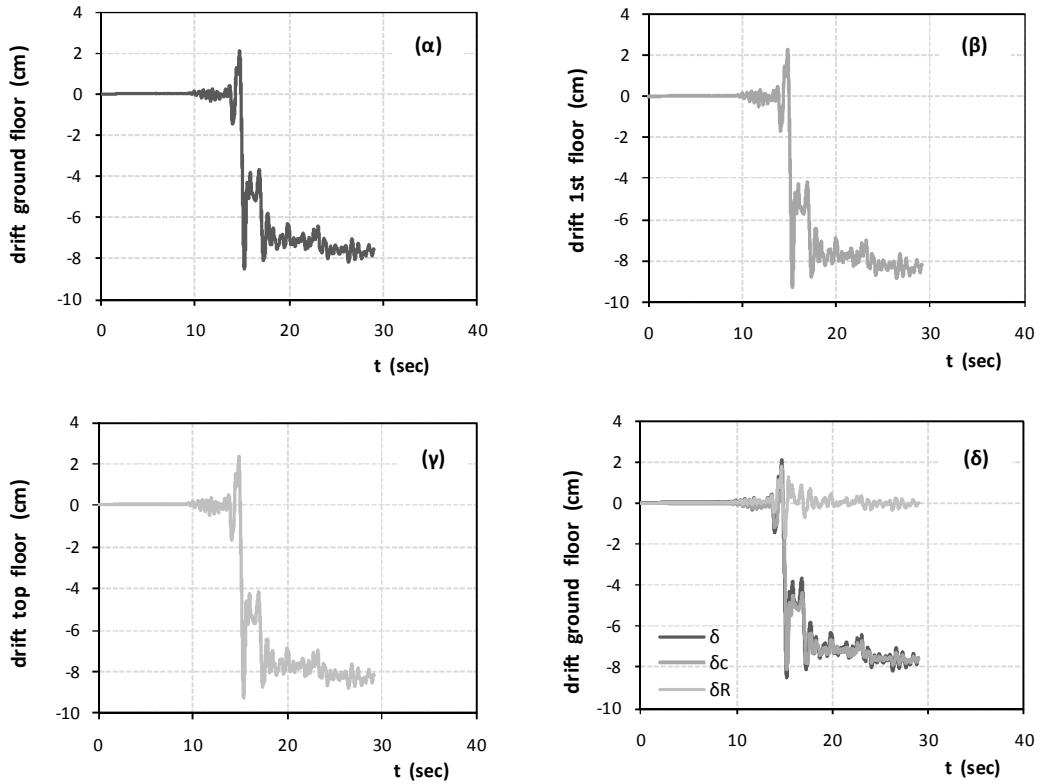 4
2
0
-2
-4
-6
-8
-10
drift ground floor (cm)
(α)
0 10 20 30 40
t (sec)
4
2
0
-2
-4
-6
-8
-10
drift 1st floor (cm)
(β)
0 10 20 30 40
t (sec)
4
2
0
-2
-4
-6
-8
-10
drift top floor (cm)
(γ)
0 10 20 30 40
t (sec)
4
2
0
-2
-4
-6
-8
-10
drift ground floor (cm)
(δ)
δ
δc
δR
0 10 20 30 40
t (sec)